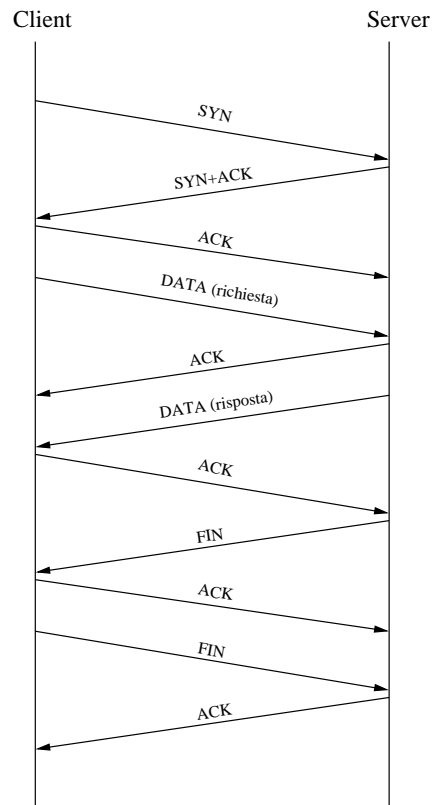 Client Server
SYN
SYN+ACK
ACK
DATA (richiesta)
ACK
DATA (risposta)
ACK
FIN
ACK
FIN
ACK